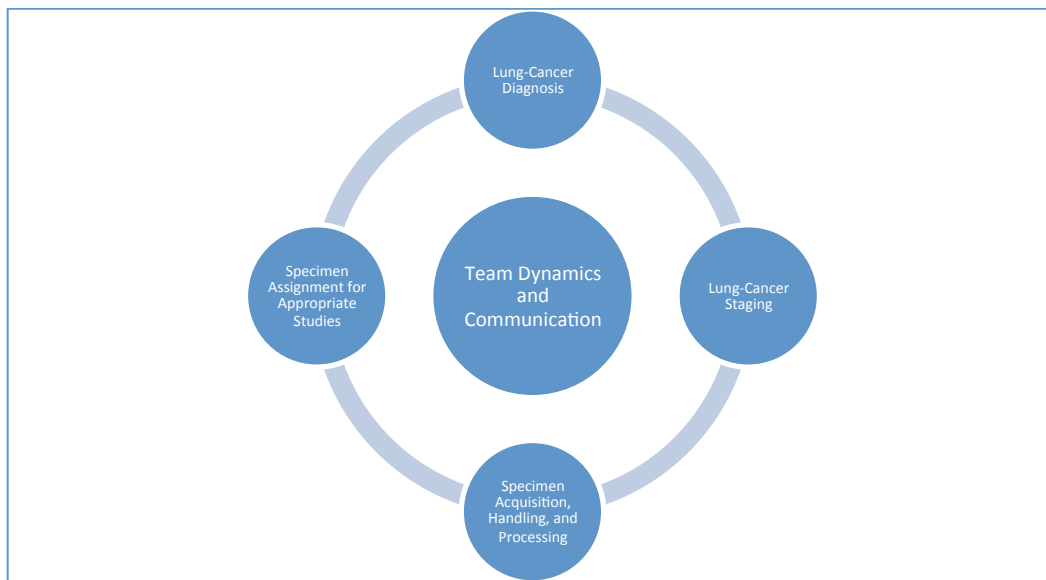 Lung-Cancer
Diagnosis
Specimen
Assignment for
Appropriate
Studies
Team Dynamics
and
Communication
Lung-Cancer
Staging
Specimen
Acquisition,
Handling, and
Processing